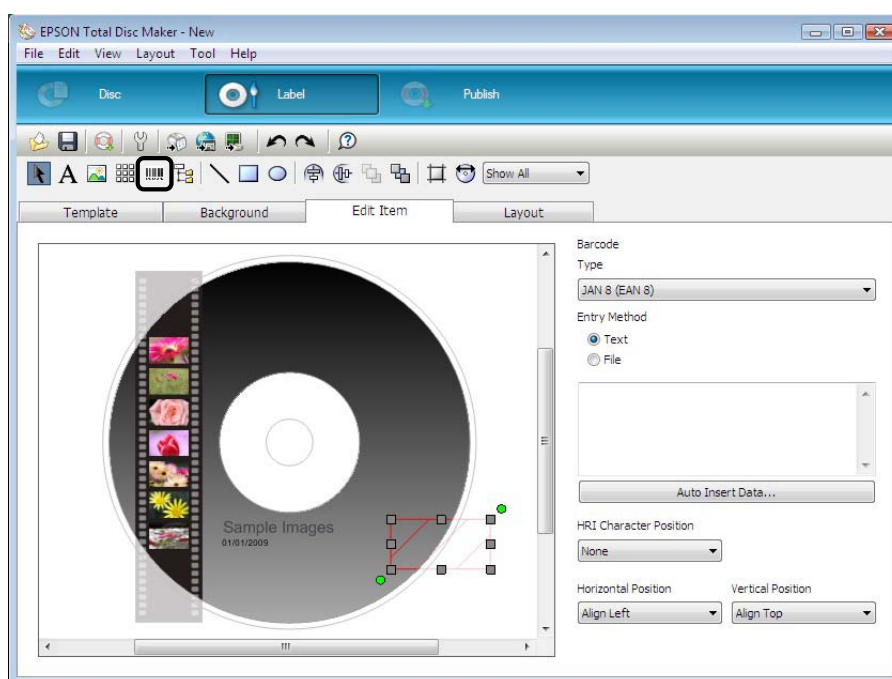 EPSON Total Disc Maker - New
File Edit View Layout Tool Help
Disc Label Publish
A Show All
Template Background Edit Item Layout
Barcode
Type
JAN 8 (EAN 8)
Entry Method
Text
File
Auto Insert Data...
Sample Images
01/01/2009
HRI Character Position
None
Horizontal Position Vertical Position
Align Left Align Top